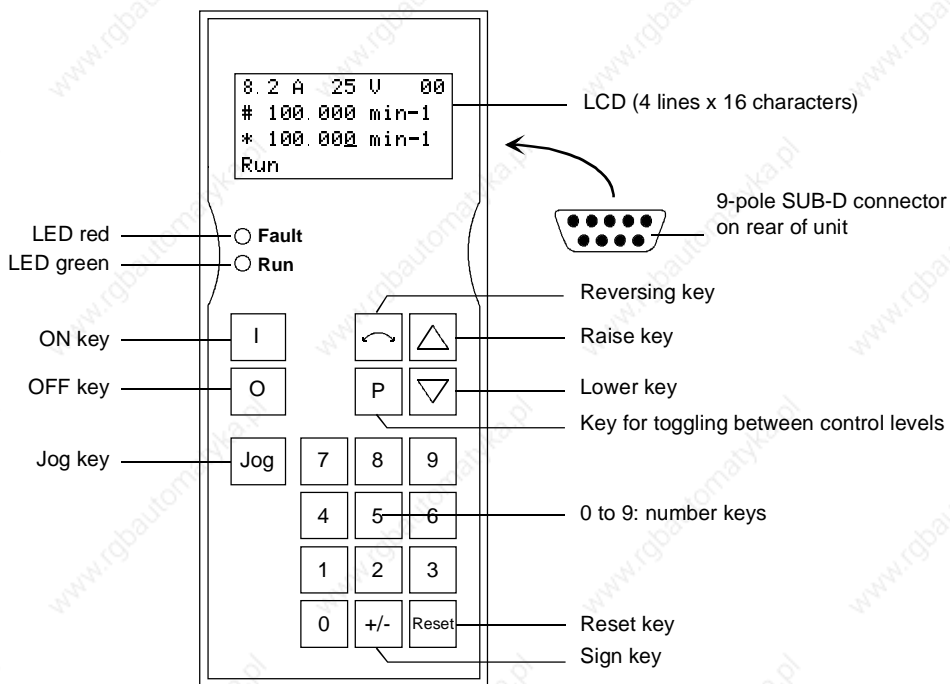 8.2 A 25 V 00
# 100.000 min-1
* 100.000 min-1
Run
LCD (4 lines x 16 characters)
9-pole SUB-D connector
on rear of unit
LED red
Fault
LED green
Run
Reversing key
ON key
I
Raise key
OFF key
O
P
Lower key
Key for toggling between control levels
Jog key
Jog
7
8
9
4
5
6
0 to 9: number keys
1
2
3
0
+/-
Reset
Reset key
Sign key
www.rgbautomatyka.pl